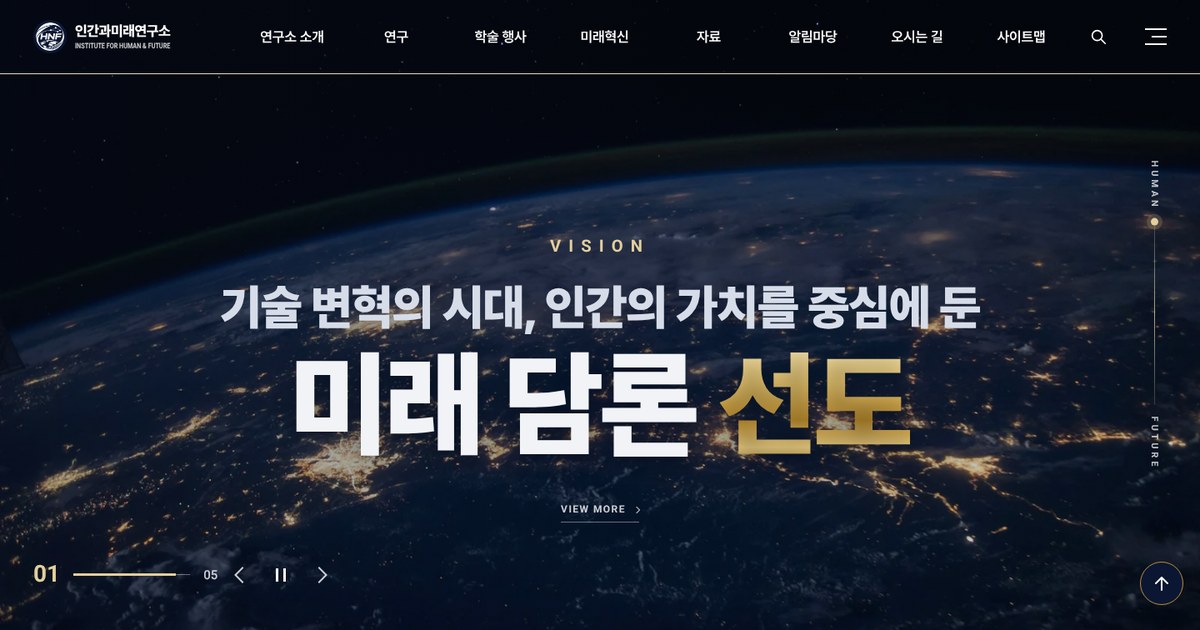 HNF
인간과미래연구소
INSTITUTE FOR HUMAN & FUTURE
연구소 소개
연구
학술 행사
미래혁신
자료
알림마당
오시는 길
사이트맵
HUMAN
VISION
기술 변혁의 시대, 인간의 가치를 중심에 둔
미래 담론 선도
FUTURE
VIEW MORE
01
05